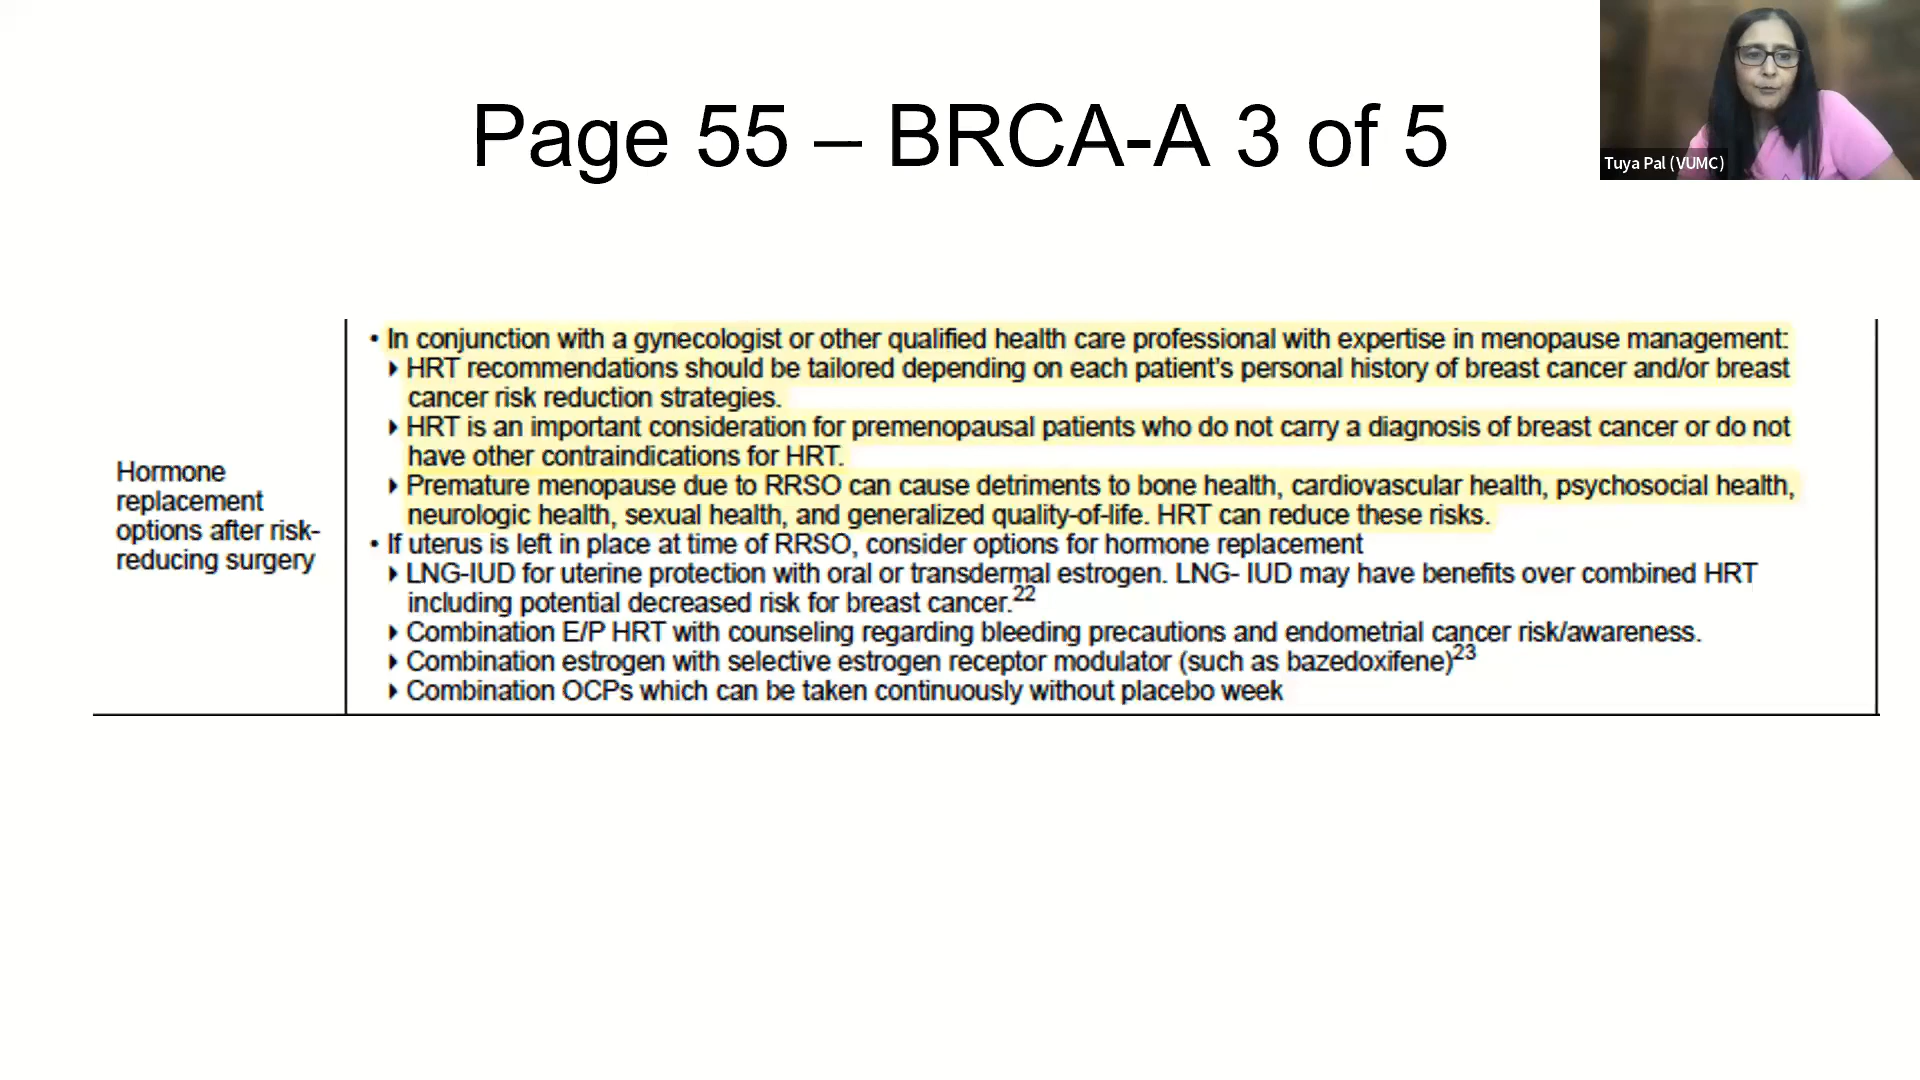 Page 55 – BRCA-A 3 of 5
Tuya Pal (VUMC)
Hormone
replacement
options after risk-
reducing surgery
• In conjunction with a gynecologist or other qualified health care professional with expertise in menopause management:
HRT recommendations should be tailored depending on each patient's personal history of breast cancer and/or breast
cancer risk reduction strategies.
HRT is an important consideration for premenopausal patients who do not carry a diagnosis of breast cancer or do not
have other contraindications for HRT.
Premature menopause due to RRSO can cause detriments to bone health, cardiovascular health, psychosocial health,
neurologic health, sexual health, and generalized quality-of-life. HRT can reduce these risks.
• If uterus is left in place at time of RRSO, consider options for hormone replacement
LNG-IUD for uterine protection with oral or transdermal estrogen. LNG- IUD may have benefits over combined HRT
including potential decreased risk for breast cancer.22
Combination E/P HRT with counseling regarding bleeding precautions and endometrial cancer risk/awareness.
Combination estrogen with selective estrogen receptor modulator (such as bazedoxifene)23
Combination OCPs which can be taken continuously without placebo week